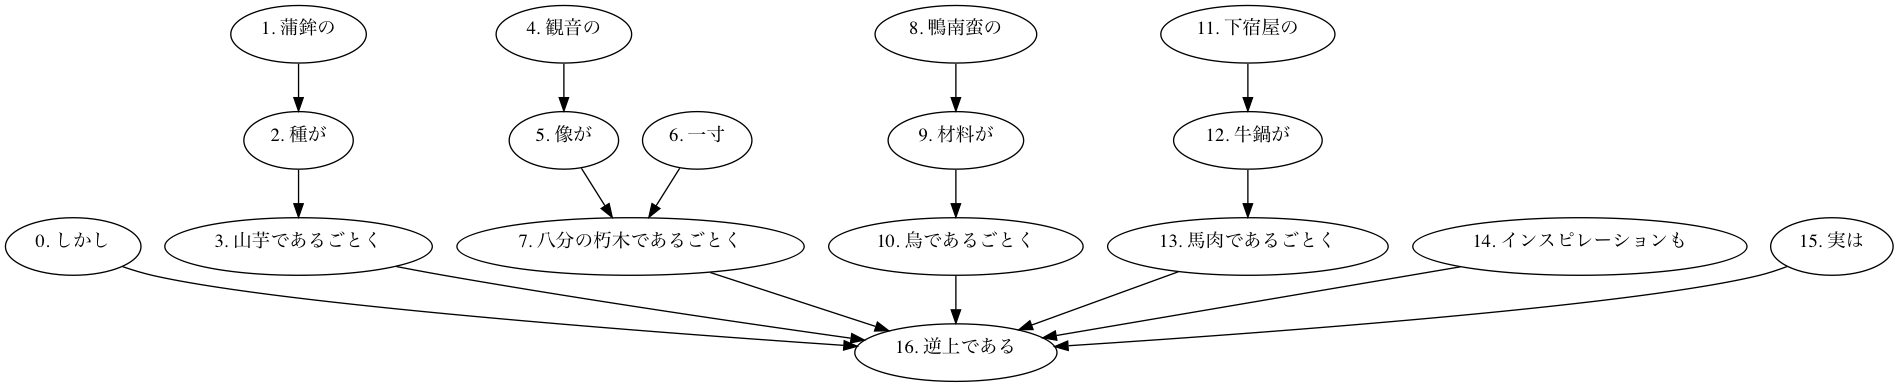 1. 蒲鉾の
4. 観音の
8. 鴨南蛮の
11. 下宿屋の
2. 種が
5. 像が
6. 一寸
9. 材料が
12. 牛鍋が
0. しかし
3. 山芋であるごとく
7. 八分の朽木であるごとく
10. 烏であるごとく
13. 馬肉であるごとく
14. インスピレーションも
15. 実は
16. 逆上である